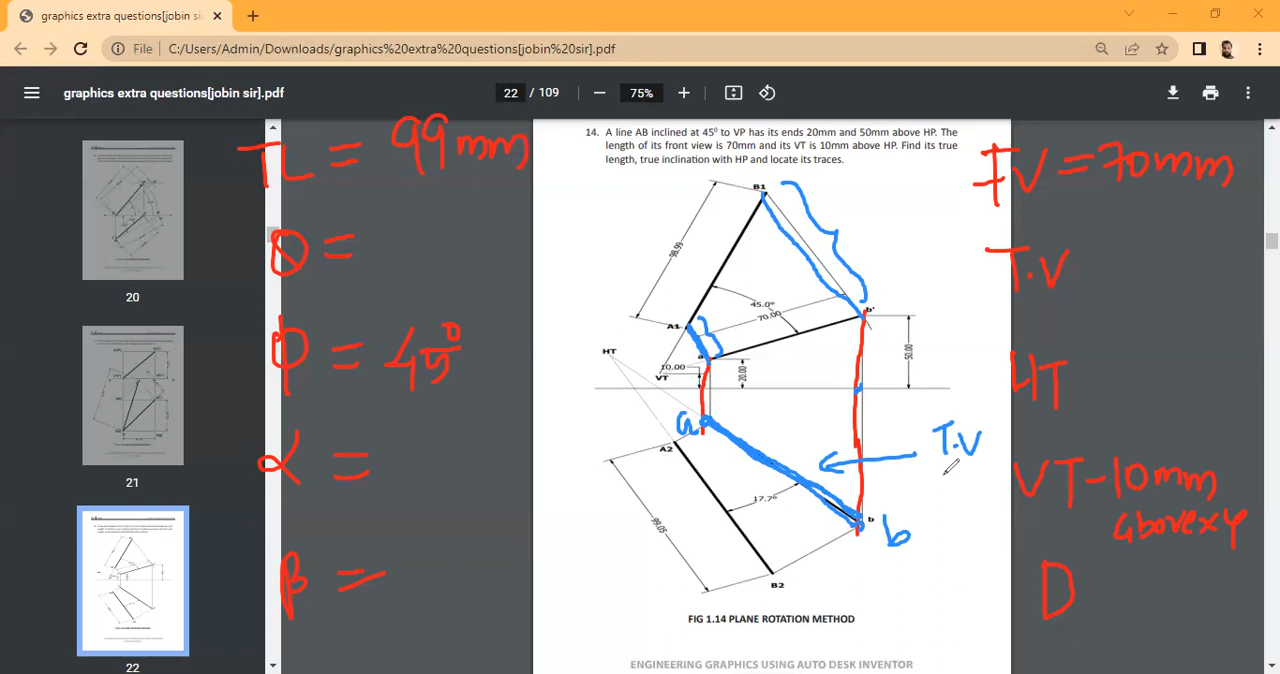 graphics extra questions[jobin si
File
C:/Users/Admin/Downloads/graphics%20extra%20questions[jobin%20sir].pdf
graphics extra questions[jobin sir].pdf
22 / 109
75%
20
21
22
14. A line AB inclined at 45⁰ to VP has its ends 20mm and 50mm above HP. The
length of its front view is 70mm and its VT is 10mm above HP. Find its true
length, true inclination with HP and locate its traces.
B1
98.99
45.0°
70.00
b'
A1
a
HT
10.00
VT
20.00
50.00
A2
17.7°
b
99.05
B2
FIG 1.14 PLANE ROTATION METHOD
ENGINEERING GRAPHICS USING AUTO DESK INVENTOR
TL = 99mm
θ =
φ = 45⁰
α =
β =
a
b
T.V
FV = 70mm
T.V
HT
VT - 10mm
above xy
D